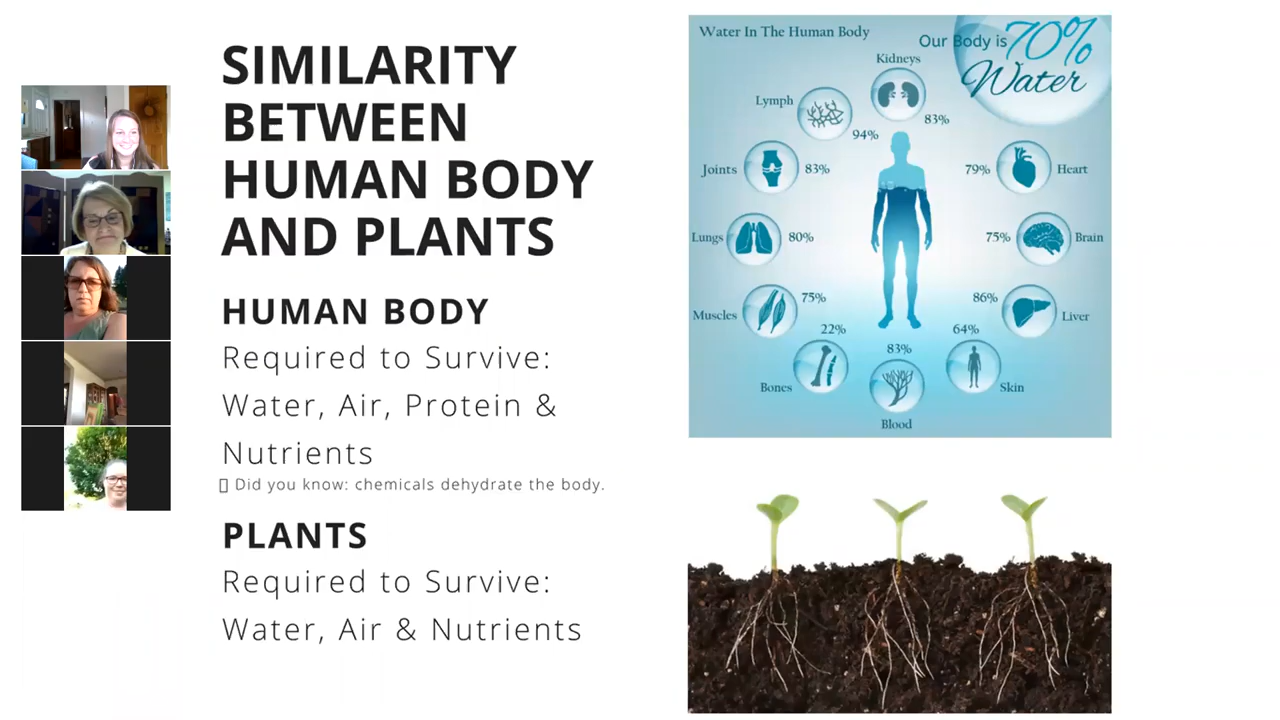 SIMILARITY
BETWEEN
HUMAN BODY
AND PLANTS
HUMAN BODY
Required to Survive:
Water, Air, Protein &
Nutrients
Did you know: chemicals dehydrate the body.
PLANTS
Required to Survive:
Water, Air & Nutrients
Water In The Human Body
Our Body is 70%
Water
Kidneys
83%
Lymph
94%
Joints
83%
Lungs
80%
Muscles
75%
Bones
22%
Blood
83%
Skin
64%
Liver
86%
Brain
75%
Heart
79%